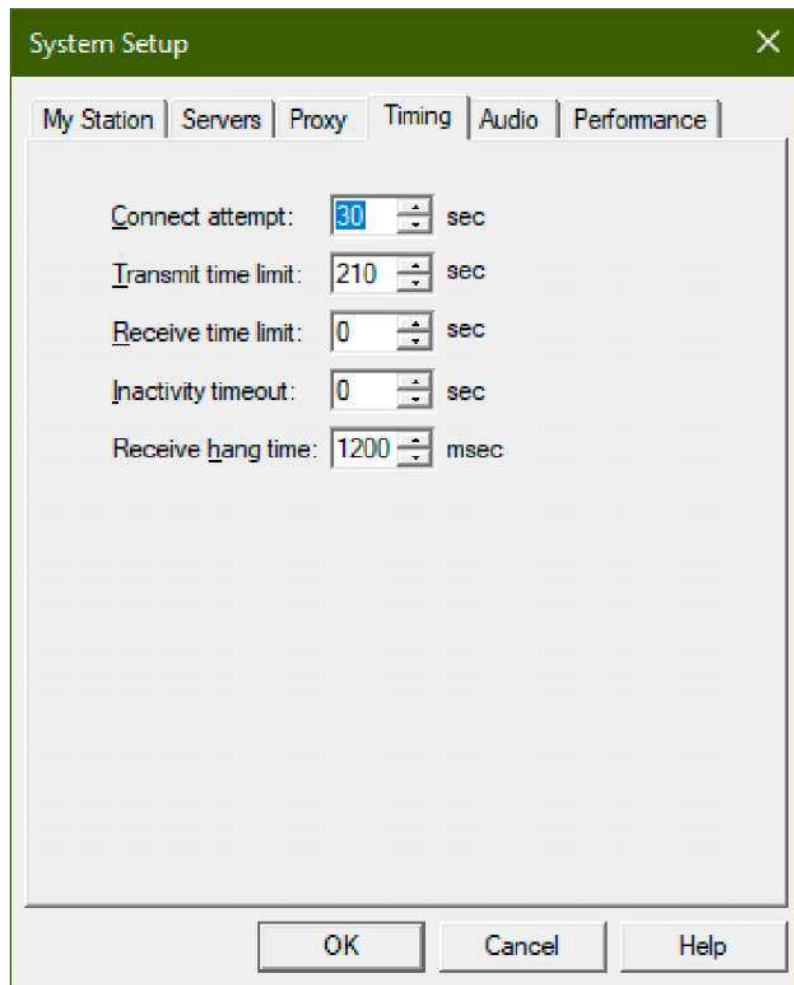 System Setup
My Station Servers Proxy Timing Audio Performance
Connect attempt: 30 sec
Transmit time limit: 210 sec
Receive time limit: 0 sec
Inactivity timeout: 0 sec
Receive hang time: 1200 msec
OK Cancel Help